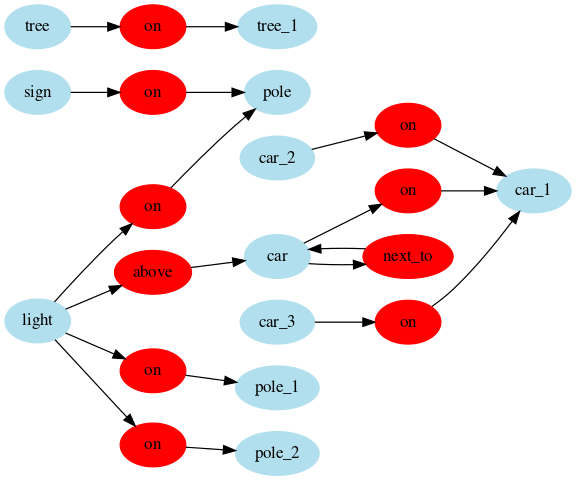 tree on tree_1
sign on pole
car_2 on
on car_1
on
above car next_to
light car_3 on
on pole_1
on pole_2